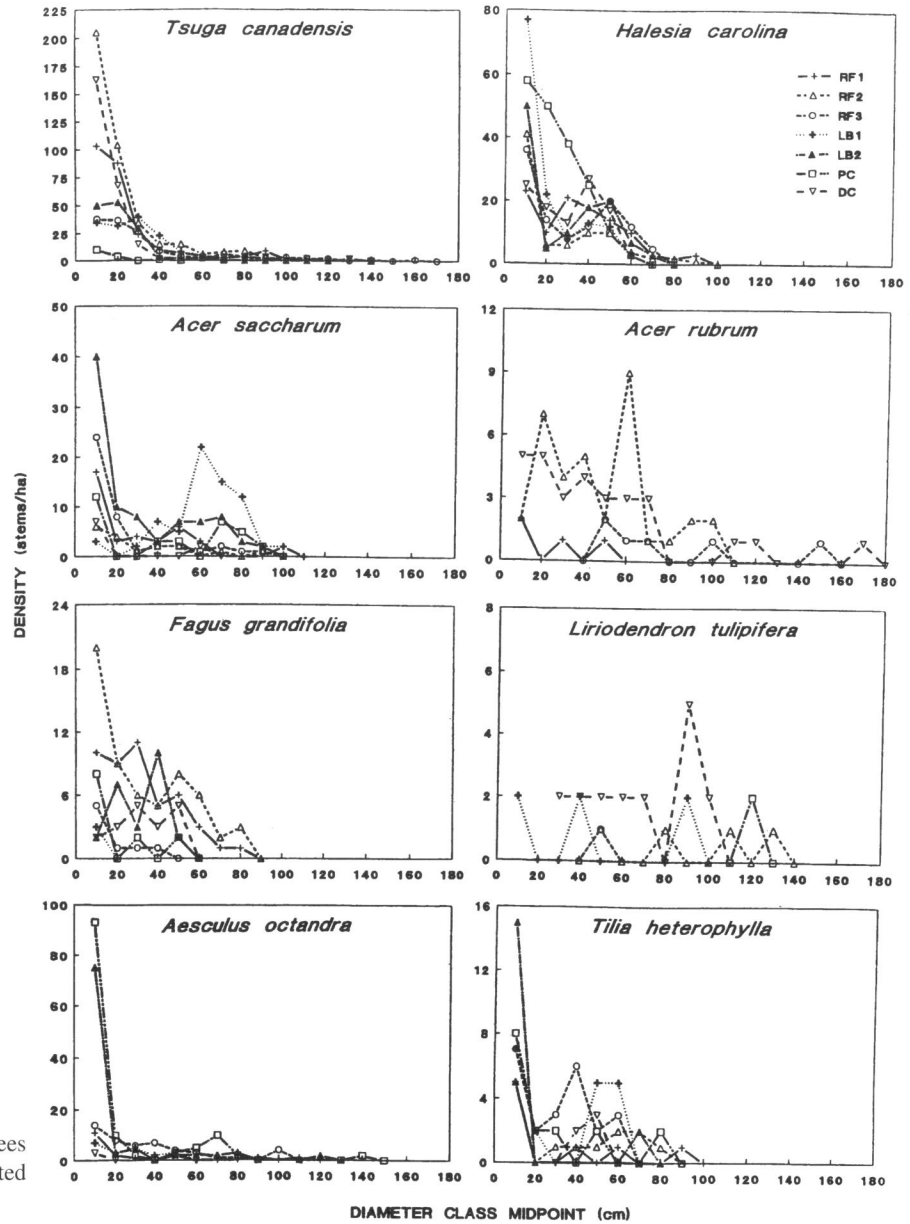 Tsuga canadensis
225
200
175
150
125
100
75
50
25
0
0 20 40 60 80 100 120 140 160 180
Halesia carolina
80
60
40
20
0
0 20 40 60 80 100 120 140 160 180
RF1
RF2
RF3
LB1
LB2
PC
DC
Acer saccharum
50
40
30
20
10
0
0 20 40 60 80 100 120 140 160 180
Acer rubrum
12
9
6
3
0
0 20 40 60 80 100 120 140 160 180
DENSITY (stems/ha)
Fagus grandifolia
24
18
12
6
0
0 20 40 60 80 100 120 140 160 180
Liriodendron tulipifera
8
6
4
2
0
0 20 40 60 80 100 120 140 160 180
Aesculus octandra
100
80
60
40
20
0
0 20 40 60 80 100 120 140 160 180
Tilia heterophylla
16
12
8
4
0
0 20 40 60 80 100 120 140 160 180
ees
ted
DIAMETER CLASS MIDPOINT (cm)